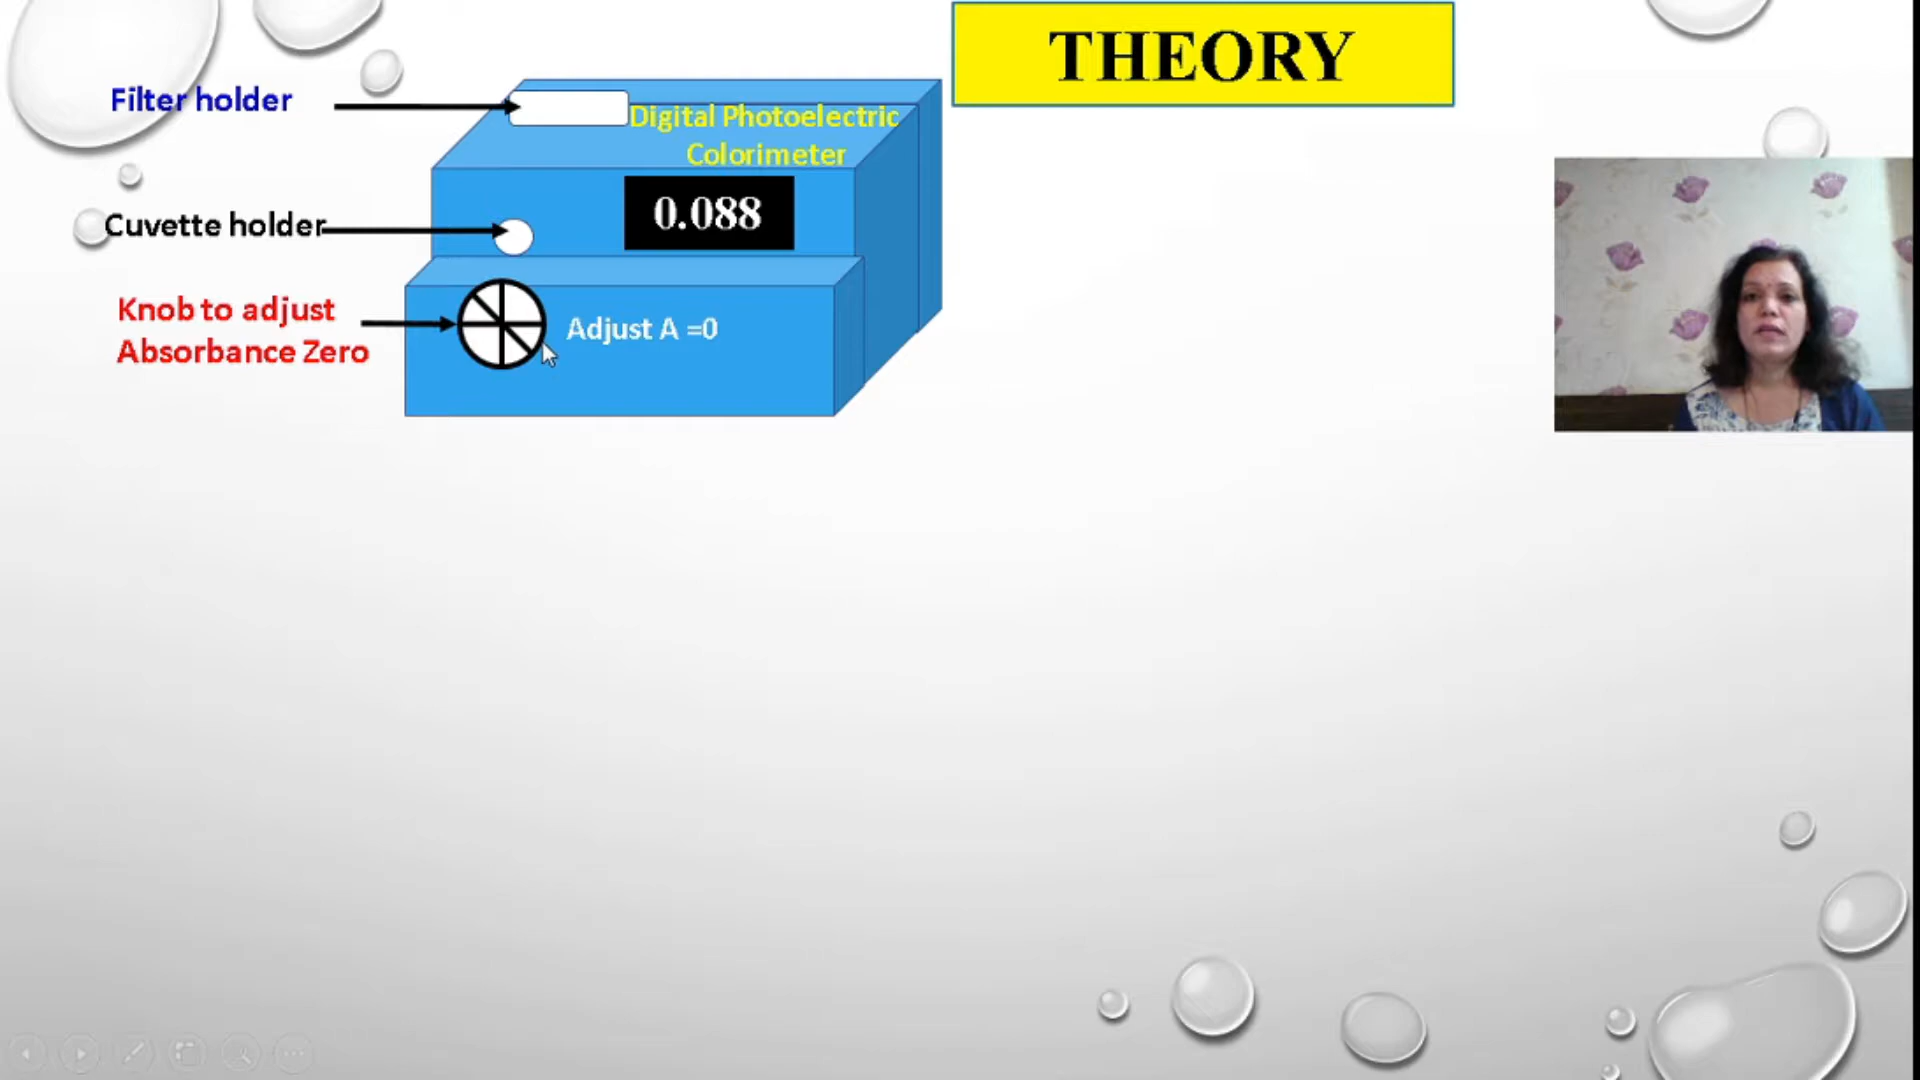 THEORY
Filter holder
Digital Photoelectric
Colorimeter
Cuvette holder
0.088
Knob to adjust
Absorbance Zero
Adjust A =0